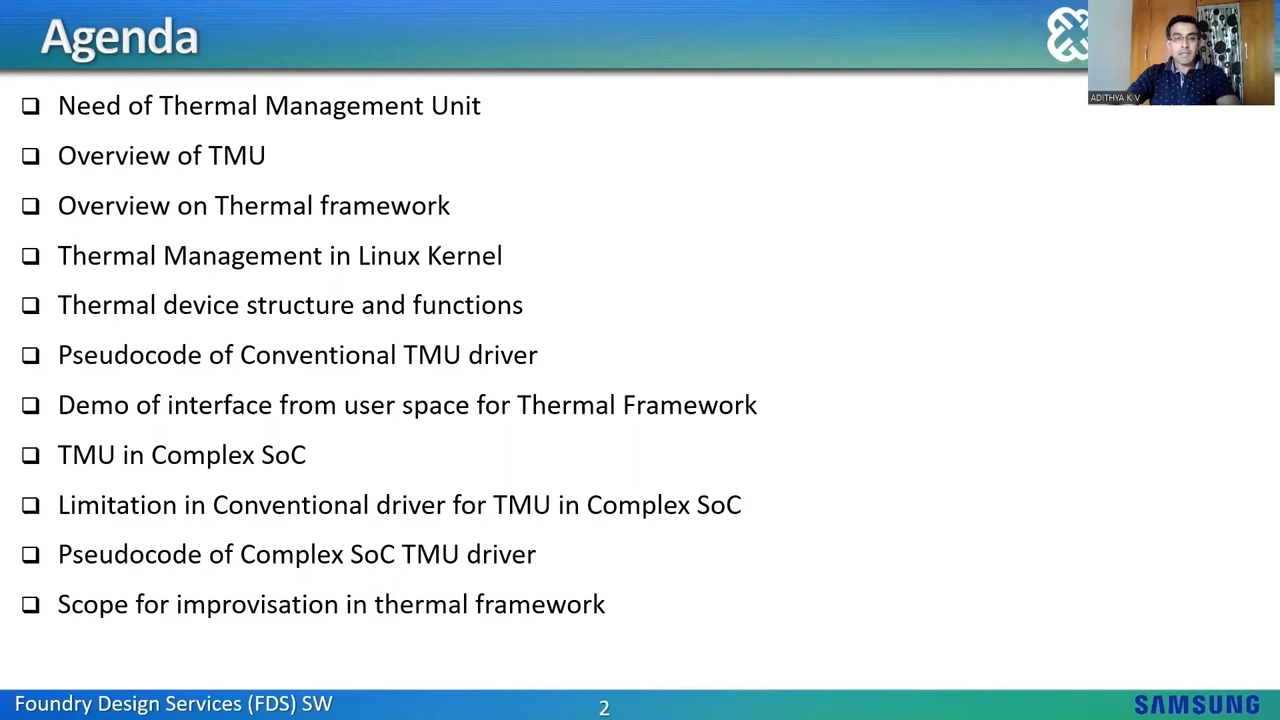 Agenda
ADITHYA K V
Need of Thermal Management Unit
Overview of TMU
Overview on Thermal framework
Thermal Management in Linux Kernel
Thermal device structure and functions
Pseudocode of Conventional TMU driver
Demo of interface from user space for Thermal Framework
TMU in Complex SoC
Limitation in Conventional driver for TMU in Complex SoC
Pseudocode of Complex SoC TMU driver
Scope for improvisation in thermal framework
Foundry Design Services (FDS) SW
2
SAMSUNG